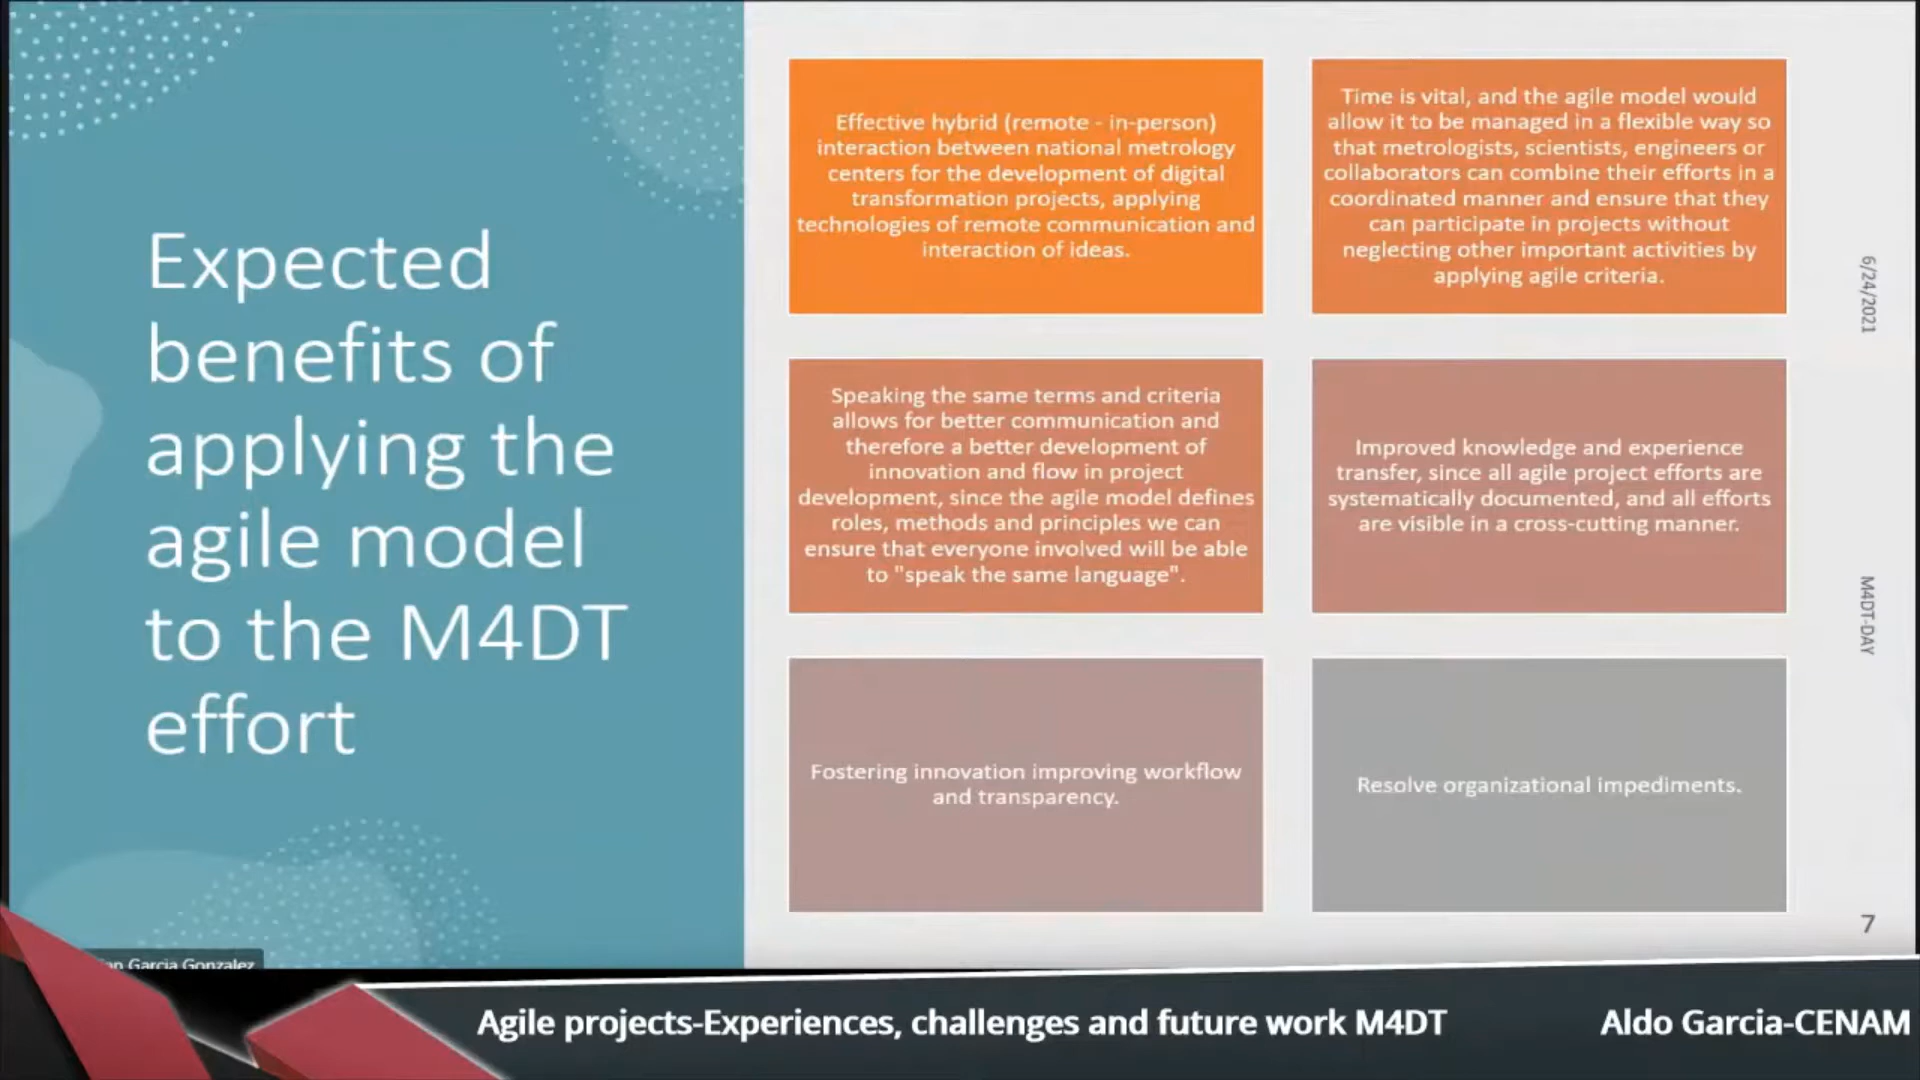 Expected
benefits of
applying the
agile model
to the M4DT
effort
Effective hybrid (remote - in-person)
interaction between national metrology
centers for the development of digital
transformation projects, applying
technologies of remote communication and
interaction of ideas.
Time is vital, and the agile model would
allow it to be managed in a flexible way so
that metrologists, scientists, engineers or
collaborators can combine their efforts in a
coordinated manner and ensure that they
can participate in projects without
neglecting other important activities by
applying agile criteria.
Speaking the same terms and criteria
allows for better communication and
therefore a better development of
innovation and flow in project
development, since the agile model defines
roles, methods and principles we can
ensure that everyone involved will be able
to "speak the same language".
Improved knowledge and experience
transfer, since all agile project efforts are
systematically documented, and all efforts
are visible in a cross-cutting manner.
Fostering innovation improving workflow
and transparency.
Resolve organizational impediments.
6/24/2021
M4DT-DAY
7
Garcia Gonzalez
Agile projects-Experiences, challenges and future work M4DT
Aldo Garcia-CENAM